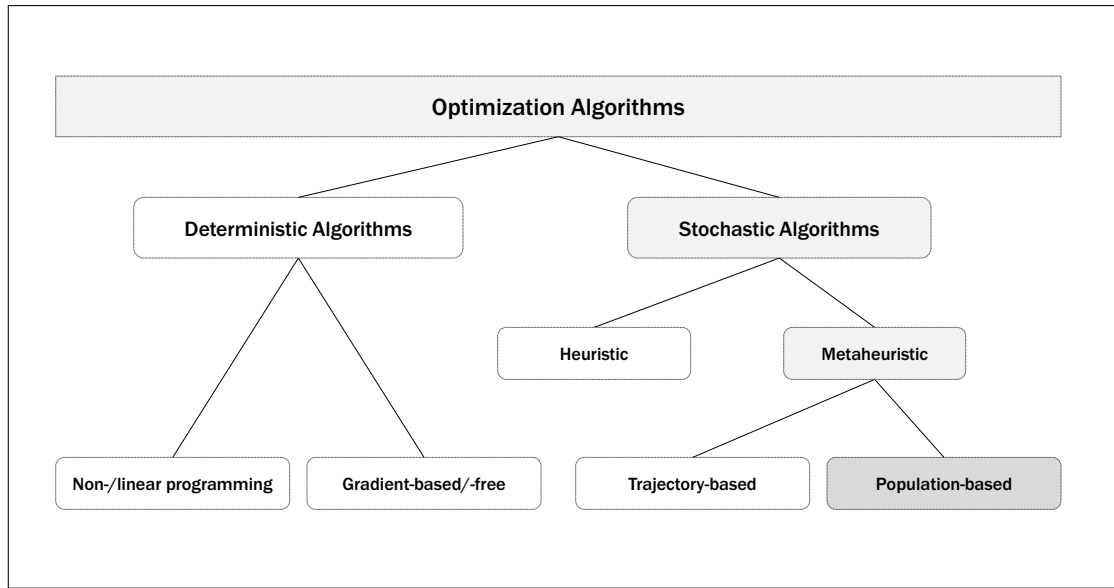 Optimization Algorithms
Deterministic Algorithms
Stochastic Algorithms
Heuristic
Metaheuristic
Non-/linear programming
Gradient-based/-free
Trajectory-based
Population-based